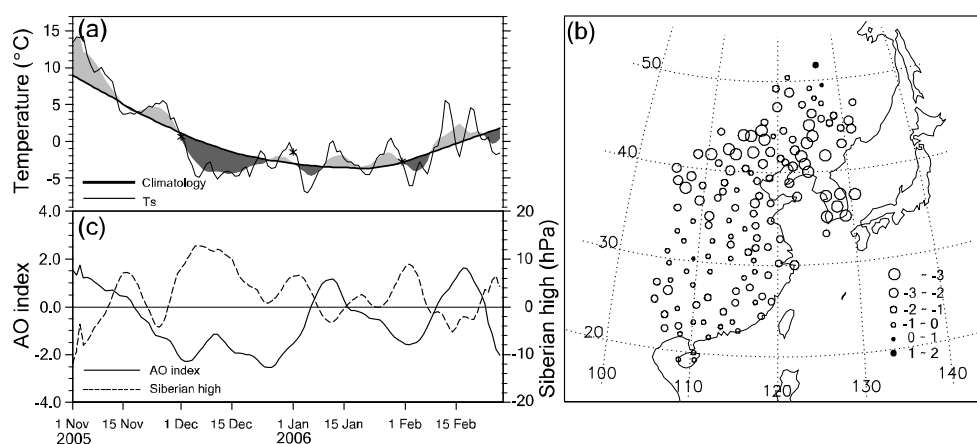 (a)
Temperature (°C)
15
10
5
0
-5
Climatology
Ts
(c)
AO index
4.0
2.0
0.0
-2.0
-4.0
20
10
0
-10
-20
Siberian high (hPa)
AO index
Siberian high
1 Nov 15 Nov 1 Dec 15 Dec 1 Jan 15 Jan 1 Feb 15 Feb
2005 2006
(b)
50
40
30
20
100 110 120 130 140
~ -3
-3 ~ -2
-2 ~ -1
-1 ~ 0
0 ~ 1
1 ~ 2